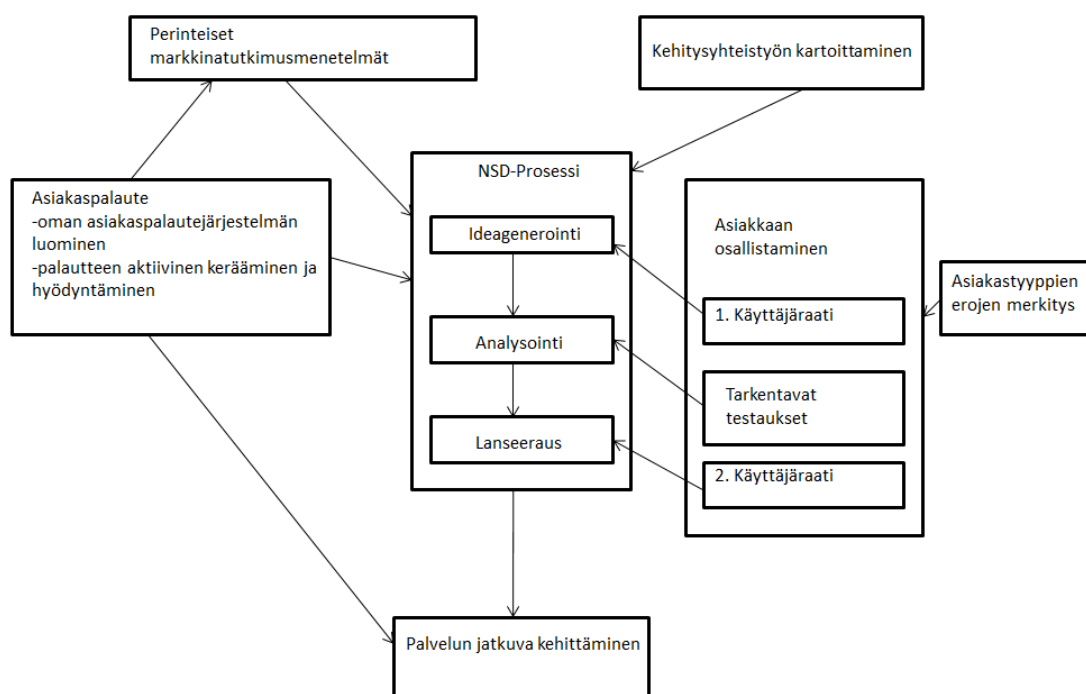 Perinteiset
markkinatutkimusmenetelmät
Kehitysyhteistyön kartoittaminen
Asiakaspalaute
-oman asiakaspalautejärjestelmän
luominen
-palautteen aktiivinen kerääminen ja
hyödyntäminen
NSD-Prosessi
Ideagenerointi
Analysointi
Lanseeraus
Asiakkaan
osallistaminen
1. Käyttäjäraati
Tarkentavat
testaukset
2. Käyttäjäraati
Asiakastyyppien
erojen merkitys
Palvelun jatkuva kehittäminen